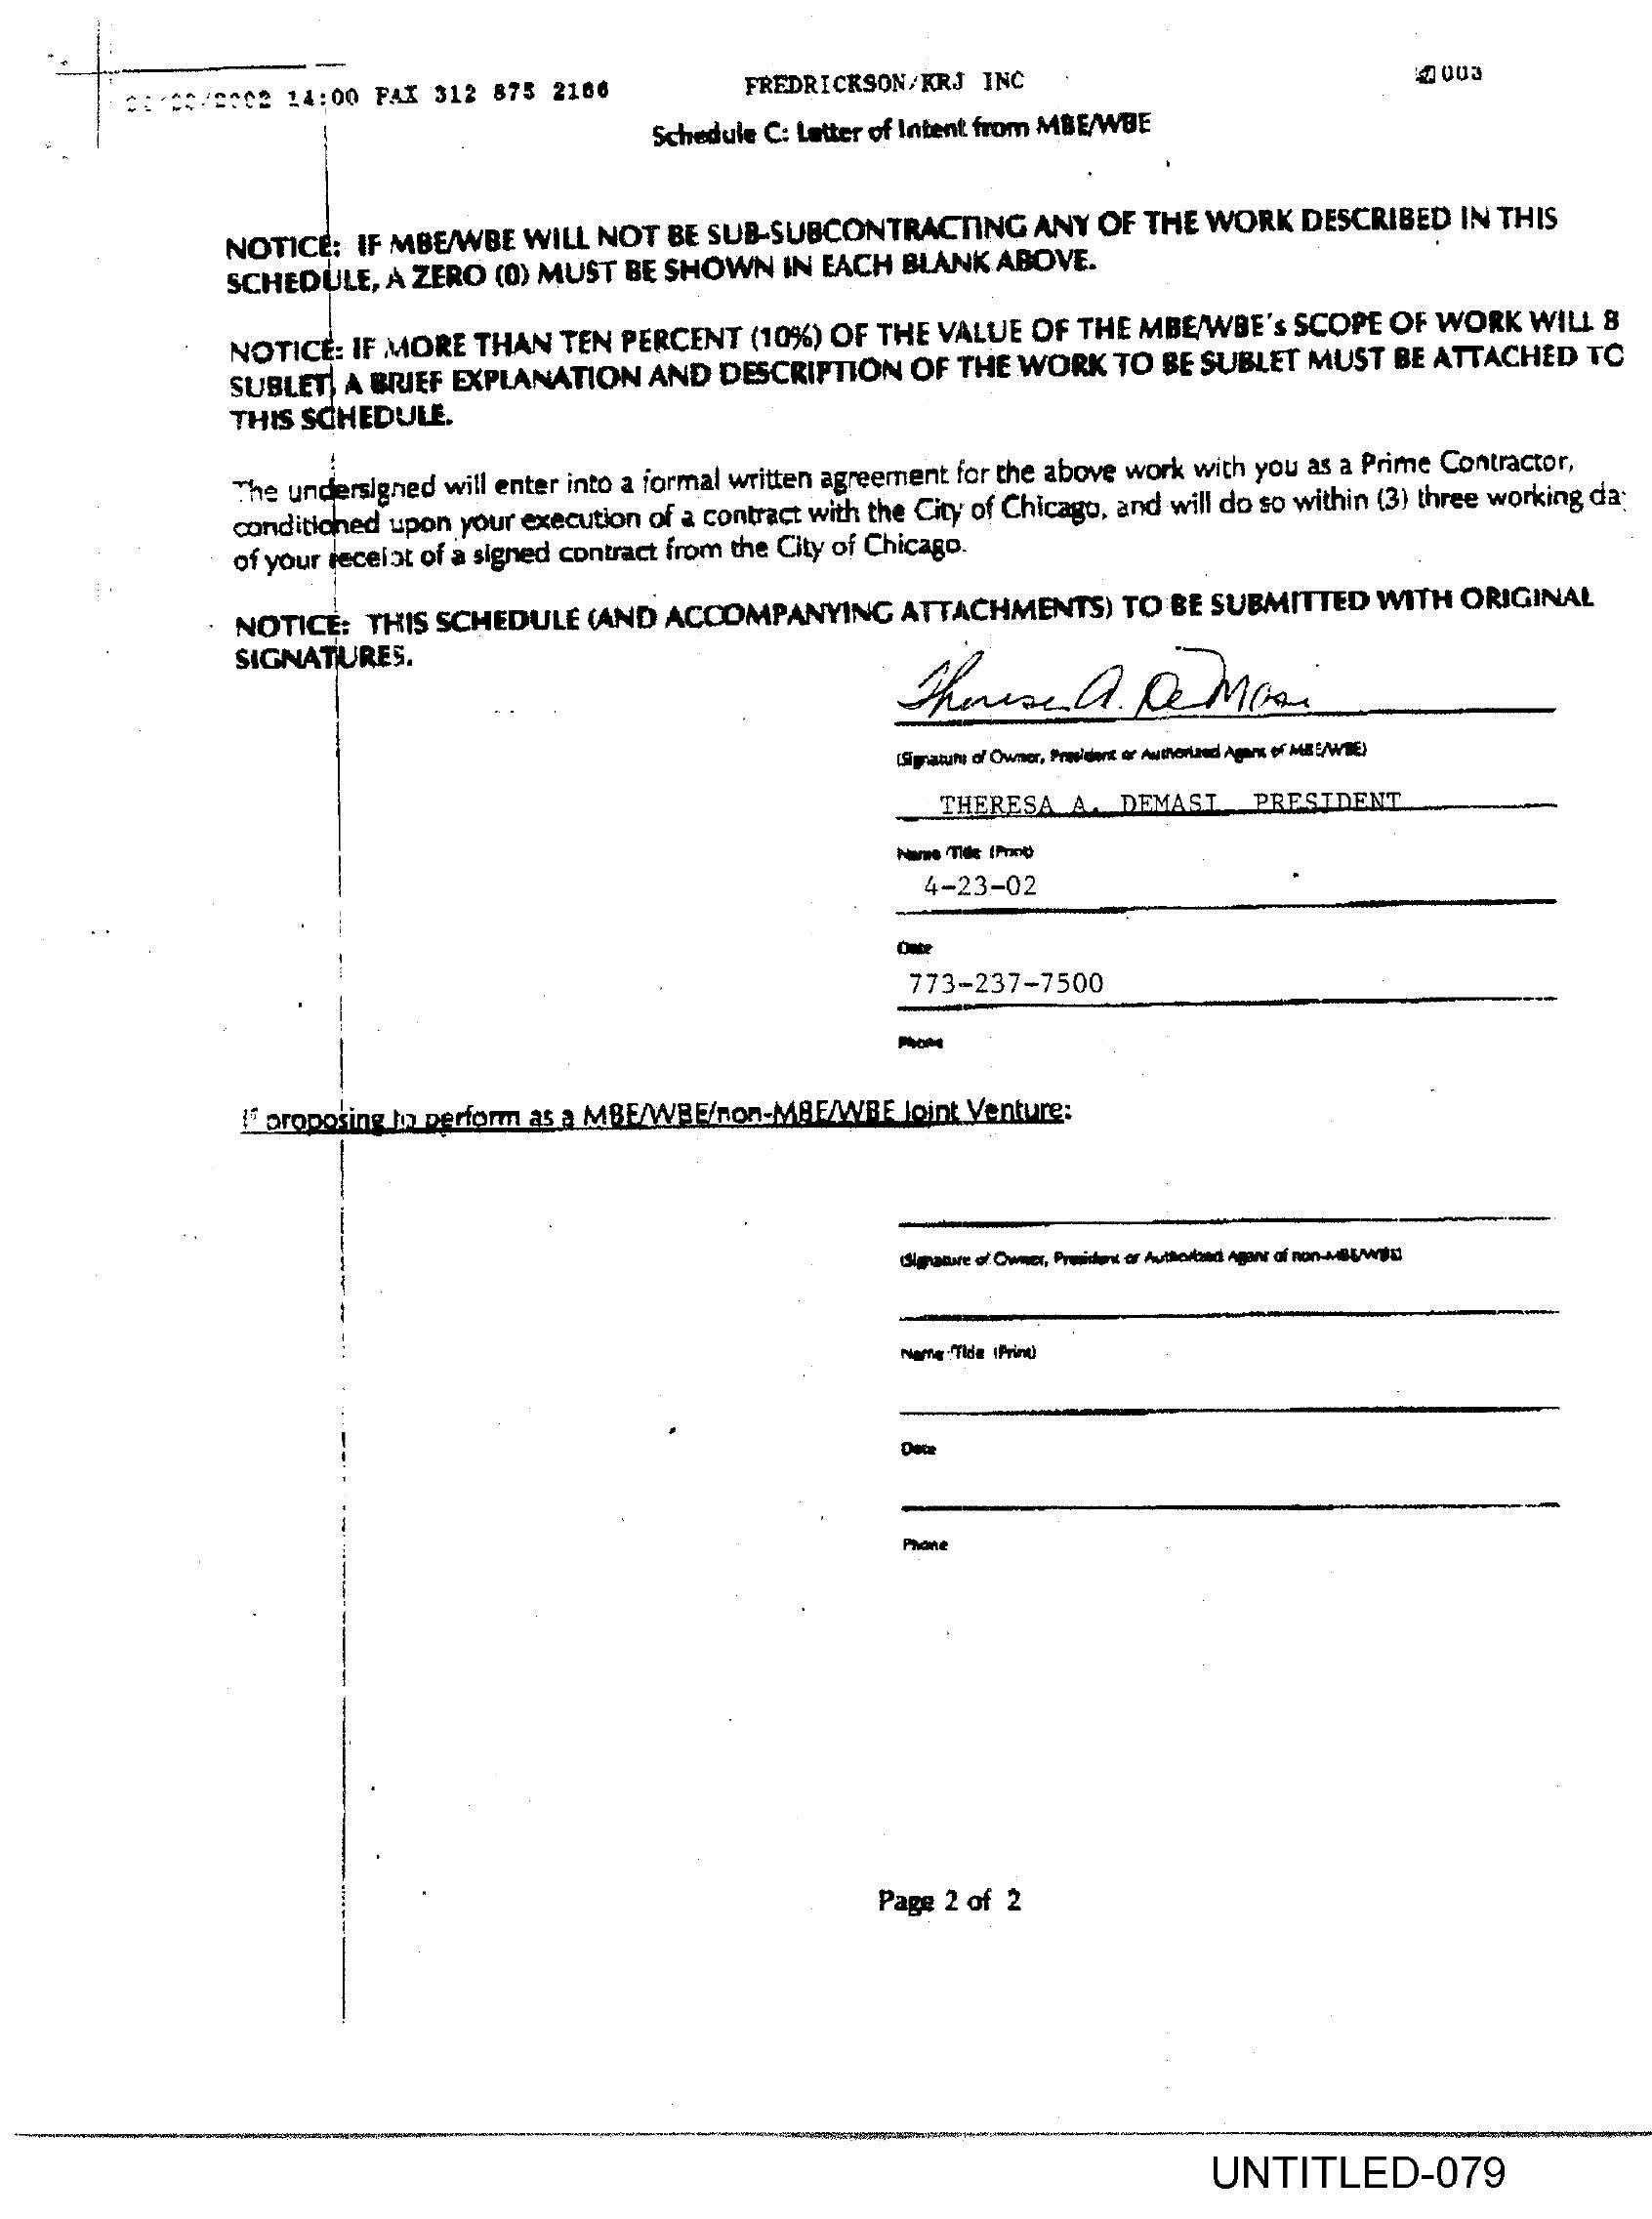 2002 14:00 FAX 312 875 2166 FREDRICKSON/KRJ INC 003
Schedule C: Letter of Intent from MBE/WBE
NOTICE: IF MBE/WBE WILL NOT BE SUB-SUBCONTRACTING ANY OF THE WORK DESCRIBED IN THIS
SCHEDULE, A ZERO (0) MUST BE SHOWN IN EACH BLANK ABOVE.
NOTICE: IF MORE THAN TEN PERCENT (10%) OF THE VALUE OF THE MBE/WBE's SCOPE OF WORK WILL B
SUBLET, A BRIEF EXPLANATION AND DESCRIPTION OF THE WORK TO BE SUBLET MUST BE ATTACHED TO
THIS SCHEDULE.
The undersigned will enter into a formal written agreement for the above work with you as a Prime Contractor,
conditioned upon your execution of a contract with the City of Chicago, and will do so within (3) three working da
of your receipt of a signed contract from the City of Chicago.
NOTICE: THIS SCHEDULE (AND ACCOMPANYING ATTACHMENTS) TO BE SUBMITTED WITH ORIGINAL
SIGNATURES.
Theresa A. DeMasi
(Signature of Owner, President or Authorized Agent of MBE/WBE)
THERESA A. DEMASI PRESIDENT
Name/Title (Print)
4-23-02
Date
773-237-7500
Phone
If proposing to perform as a MBE/WBE/non-MBE/WBE Joint Venture:
(Signature of Owner, President or Authorized Agent of non-MBE/WBE)
Name/Title (Print)
Date
Phone
Page 2 of 2
UNTITLED-079